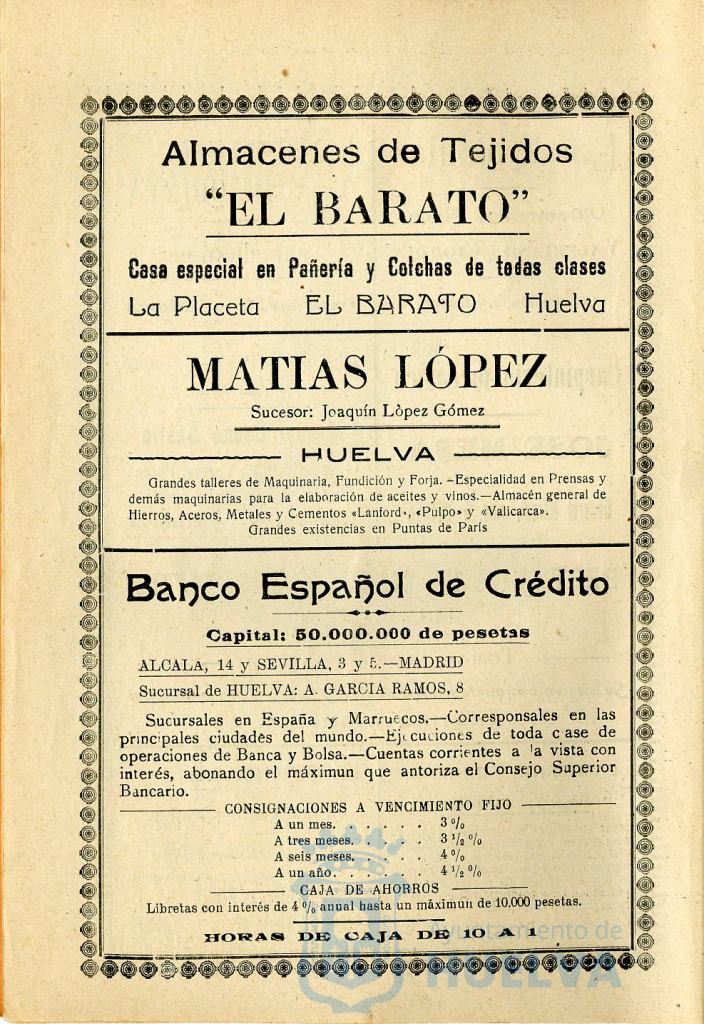 Almacenes de Tejidos
"EL BARATO"
Casa especial en Pañería y Colchas de todas clases
La Placeta EL BARATO Huelva
MATIAS LÓPEZ
Sucesor: Joaquín Lòpez Gómez
HUELVA
Grandes talleres de Maquinaria, Fundición y Forja. –Especialidad en Prensas y
demás maquinarias para la elaboración de aceites y vinos.—Almacén general de
Hierros, Aceros, Metales y Cementos «Lanford», «Pulpo» y «Valicarca».
Grandes existencias en Puntas de París
Banco Español de Crédito
Capital: 50.000.000 de pesetas
ALCALA, 14 y SEVILLA, 3 y 5.—MADRID
Sucursal de HUELVA: A. GARCIA RAMOS, 8
Sucursales en España y Marruecos.—Corresponsales en las
principales ciudades del mundo.—Ejecuciones de toda c ase de
operaciones de Banca y Bolsa.—Cuentas corrientes a la vista con
interés, abonando el máximun que antoriza el Consejo Superior
Bancario.
CONSIGNACIONES A VENCIMIENTO FIJO
A un mes. . . . . . 3 %
A tres meses. . . . . 3 1/2 %
A seis meses. . . . . 4 %
A un año. . . . . . 4 1/2 %
CAJA DE AHORROS
Libretas con interés de 4 % anual hasta un máximun de 10.000 pesetas.
HORAS DE CAJA DE 10 A 1
Ayuntamiento de
HUELVA